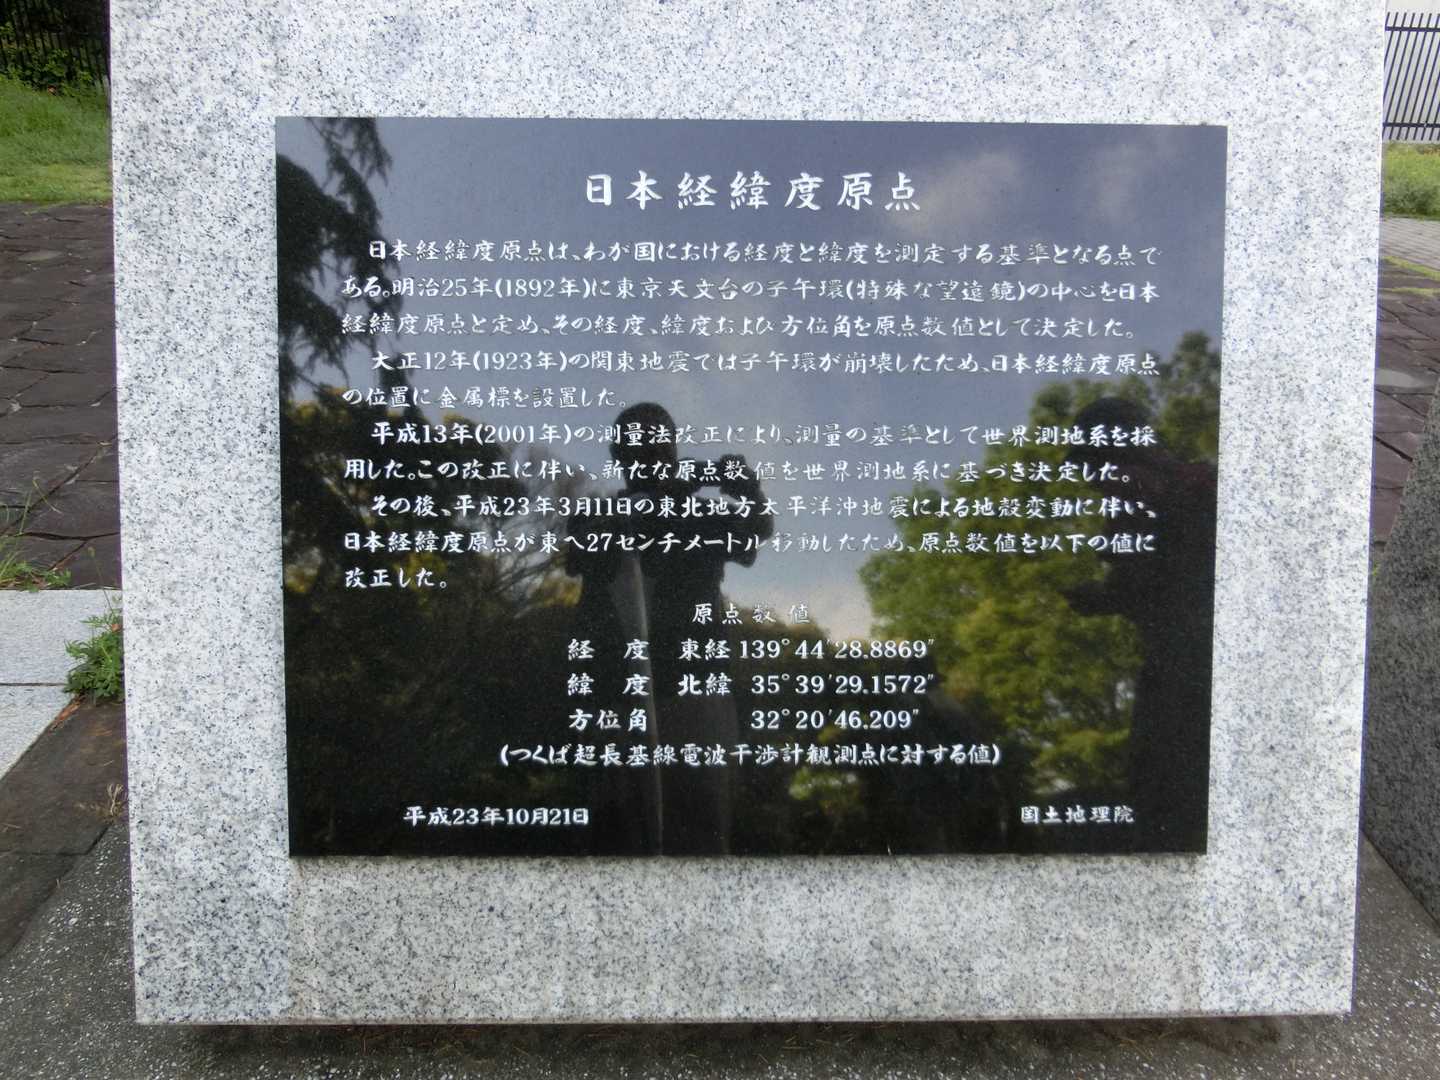 日本経緯度原点
日本経緯度原点は、わが国における経度と緯度を測定する基準となる点で
ある。明治25年(1892年)に東京天文台の子午環(特殊な望遠鏡)の中心を日本
経緯度原点と定め、その経度、緯度および方位角を原点数値として決定した。
大正12年(1923年)の関東地震では子午環が崩壊したため、日本経緯度原点
の位置に金属標を設置した。
平成13年(2001年)の測量法改正により、測量の基準として世界測地系を採
用した。この改正に伴い、新たな原点数値を世界測地系に基づき決定した。
その後、平成23年3月11日の東北地方太平洋沖地震による地殻変動に伴い、
日本経緯度原点が東へ27センチメートル移動したため、原点数値を以下の値に
改正した。
原点数値
経 度 東経 139°44′28.8869″
緯 度 北緯 35°39′29.1572″
方位角 32°20′46.209″
(つくば超長基線電波干渉計観測点に対する値)
平成23年10月21日 国土地理院